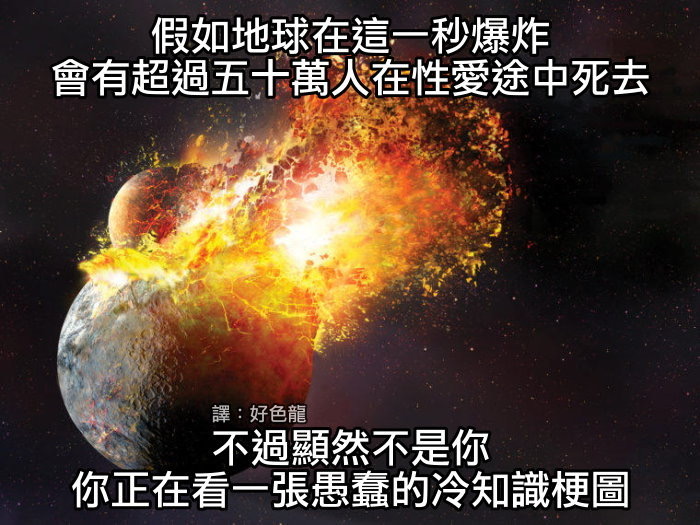 假如地球在這一秒爆炸
會有超過五十萬人在性愛途中死去
譯：好色龍
不過顯然不是你
你正在看一張愚蠢的冷知識梗圖